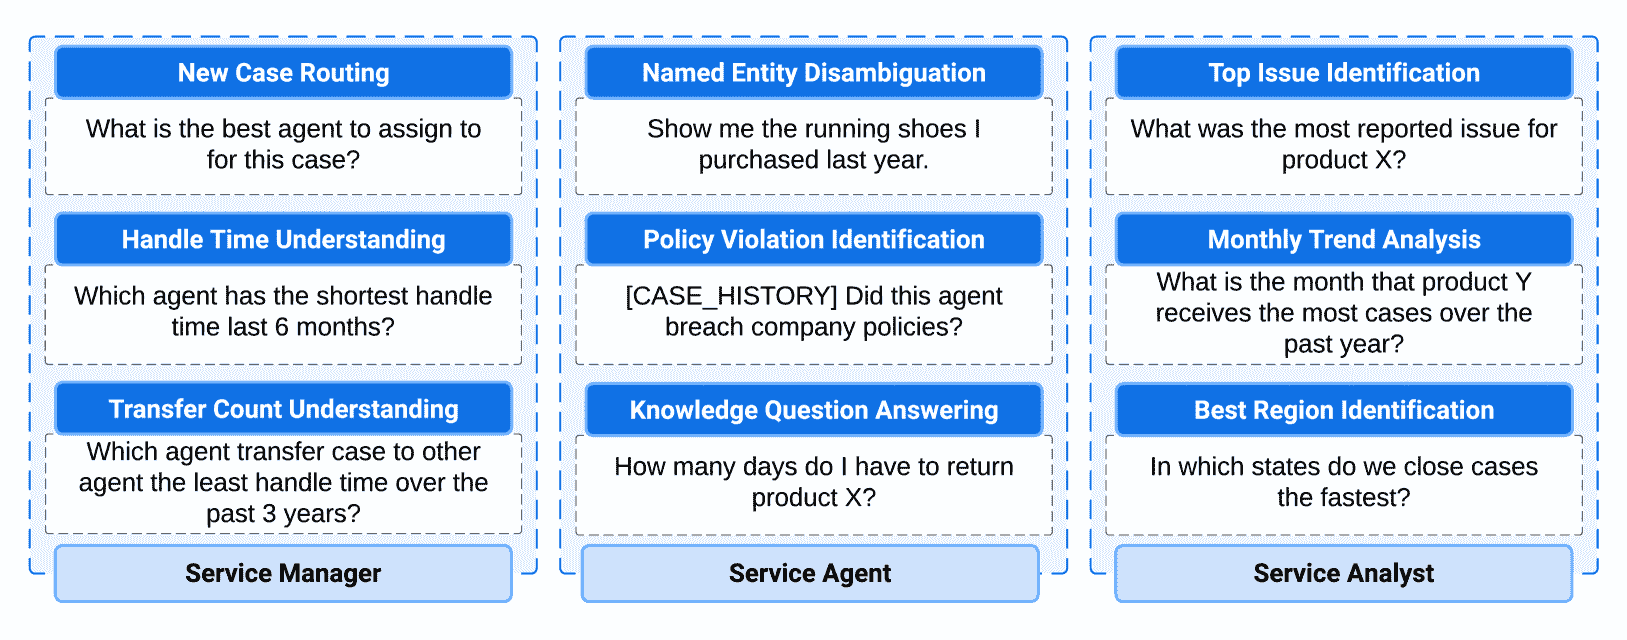 New Case Routing
What is the best agent to assign to
for this case?
Handle Time Understanding
Which agent has the shortest handle
time last 6 months?
Transfer Count Understanding
Which agent transfer case to other
agent the least handle time over the
past 3 years?
Service Manager
Named Entity Disambiguation
Show me the running shoes I
purchased last year.
Policy Violation Identification
[CASE_HISTORY] Did this agent
breach company policies?
Knowledge Question Answering
How many days do I have to return
product X?
Service Agent
Top Issue Identification
What was the most reported issue for
product X?
Monthly Trend Analysis
What is the month that product Y
receives the most cases over the
past year?
Best Region Identification
In which states do we close cases
the fastest?
Service Analyst